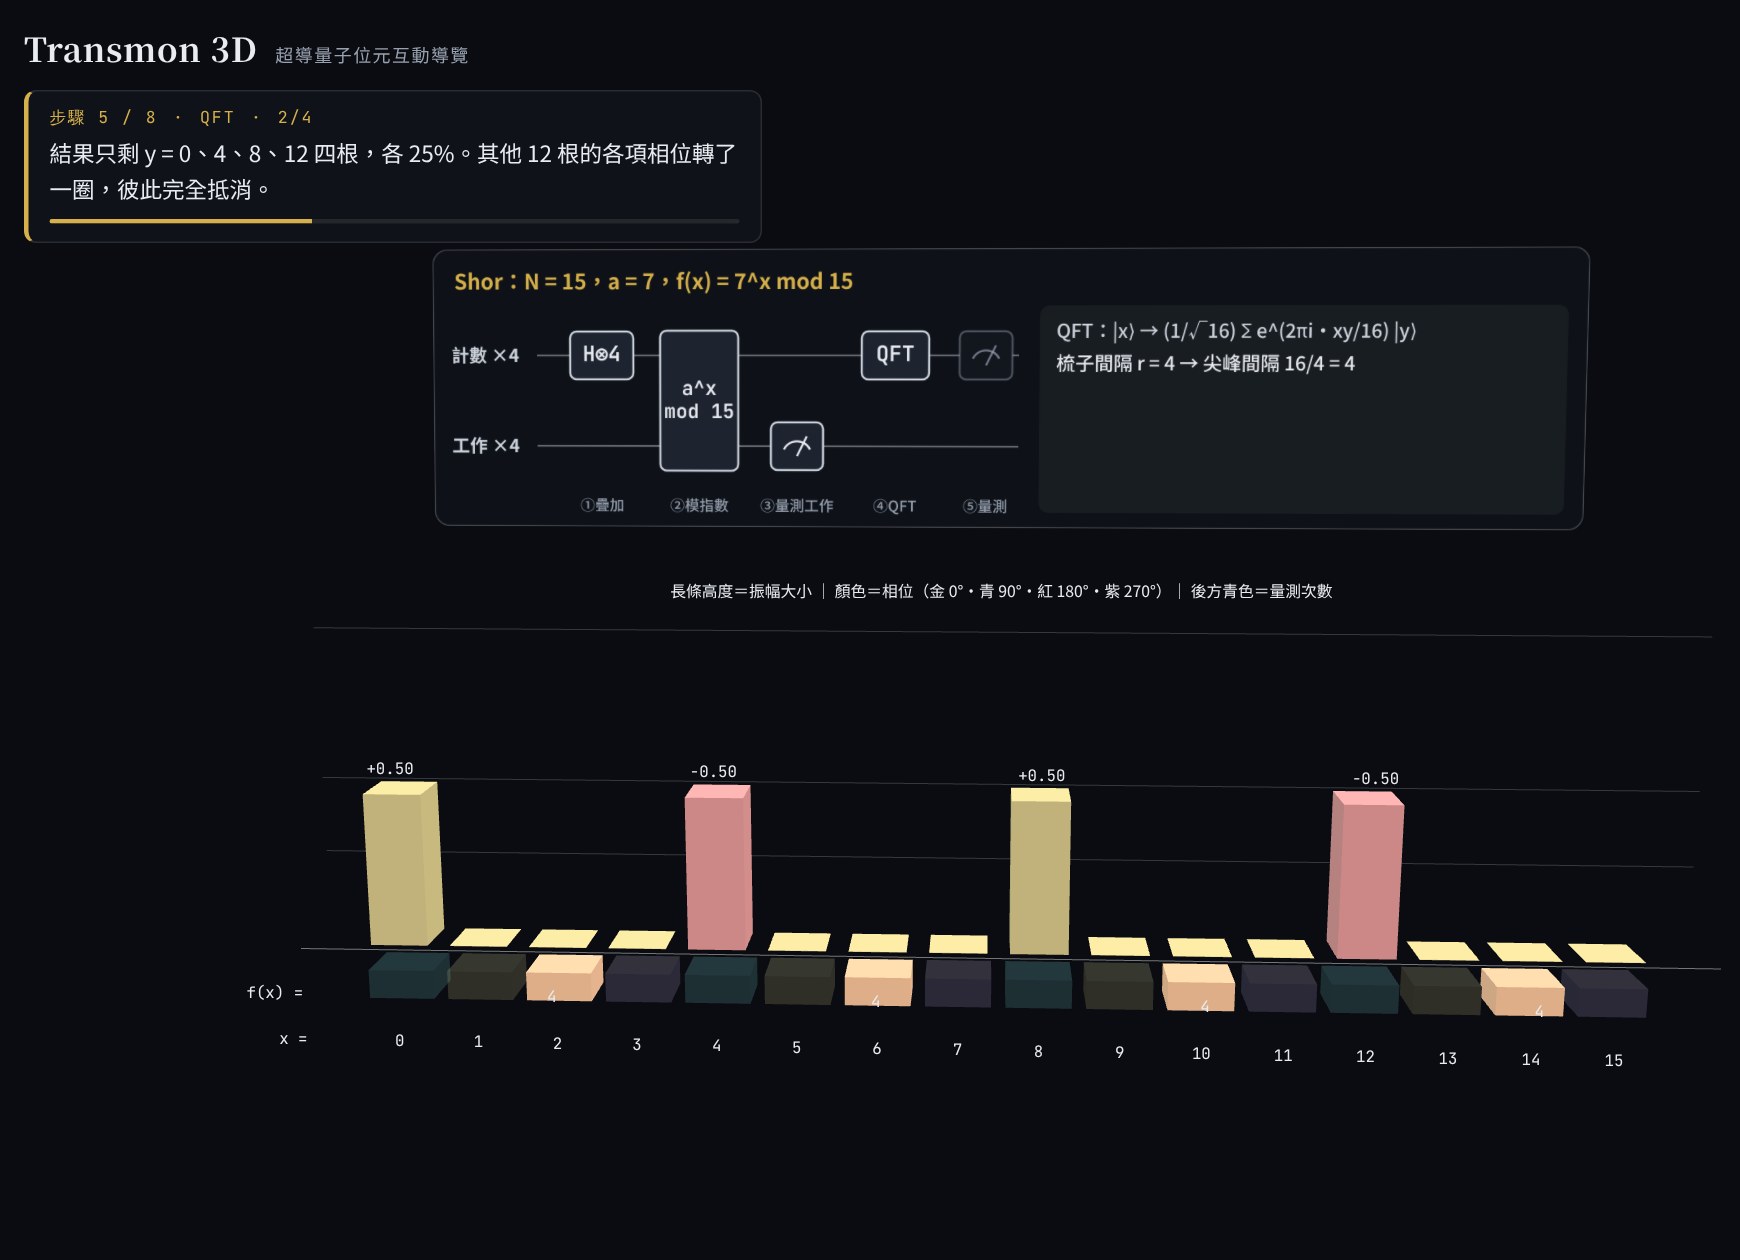 Transmon 3D 超導量子位元互動導覽
步驟 5 / 8 · QFT · 2/4
結果只剩 y = 0、4、8、12 四根，各 25%。其他 12 根的各項相位轉了
一圈，彼此完全抵消。
Shor：N = 15，a = 7，f(x) = 7^x mod 15
計數 ×4
H⊗4
a^x
mod 15
QFT
工作 ×4
①疊加 ②模指數 ③量測工作 ④QFT ⑤量測
QFT：|x⟩ → (1/√16) Σ e^(2πi・xy/16) |y⟩
梳子間隔 r = 4 → 尖峰間隔 16/4 = 4
長條高度＝振幅大小 ｜ 顏色＝相位（金 0°・青 90°・紅 180°・紫 270°） ｜ 後方青色＝量測次數
+0.50 -0.50 +0.50 -0.50
f(x) = 4 4 4 4
x = 0 1 2 3 4 5 6 7 8 9 10 11 12 13 14 15